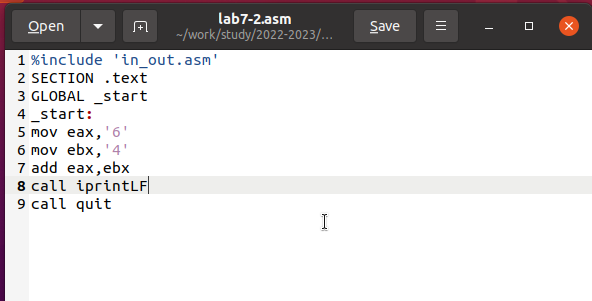 Open
lab7-2.asm
~/work/study/2022-2023/...
Save
1 %include 'in_out.asm'
2 SECTION .text
3 GLOBAL _start
4 _start:
5 mov eax,'6'
6 mov ebx,'4'
7 add eax,ebx
8 call iprintLF
9 call quit